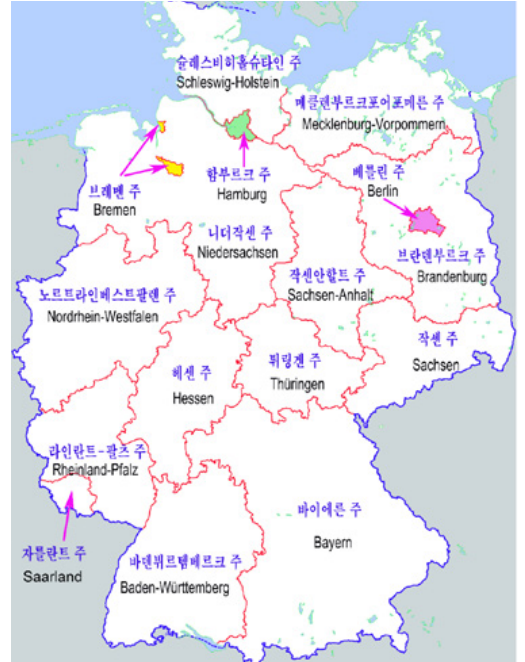 슐레스비히홀슈타인 주
Schleswig-Holstein
메클렌부르크포어포메른 주
Mecklenburg-Vorpommern
함부르크 주
Hamburg
베를린 주
Berlin
브레멘 주
Bremen
니더작센 주
Niedersachsen
브란덴부르크 주
Brandenburg
작센안할트 주
Sachsen-Anhalt
노르트라인베스트팔렌 주
Nordrhein-Westfalen
작센 주
Sachsen
헤센 주
Hessen
튀링겐 주
Thüringen
라인란트-팔츠 주
Rheinland-Pfalz
바이에른 주
Bayern
자를란트 주
Saarland
바덴뷔르템베르크 주
Baden-Württemberg